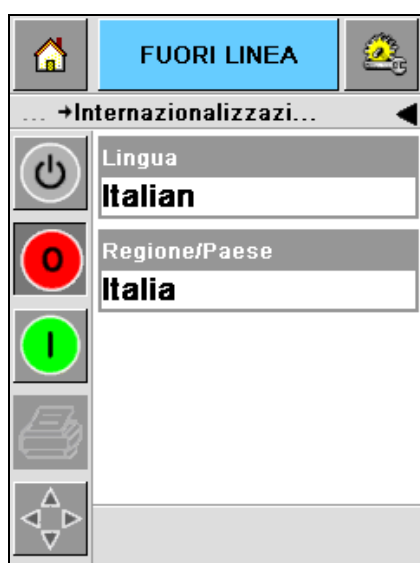 FUORI LINEA
... →Internazionalizzazi...
Lingua
Italian
Regione/Paese
Italia
O
I